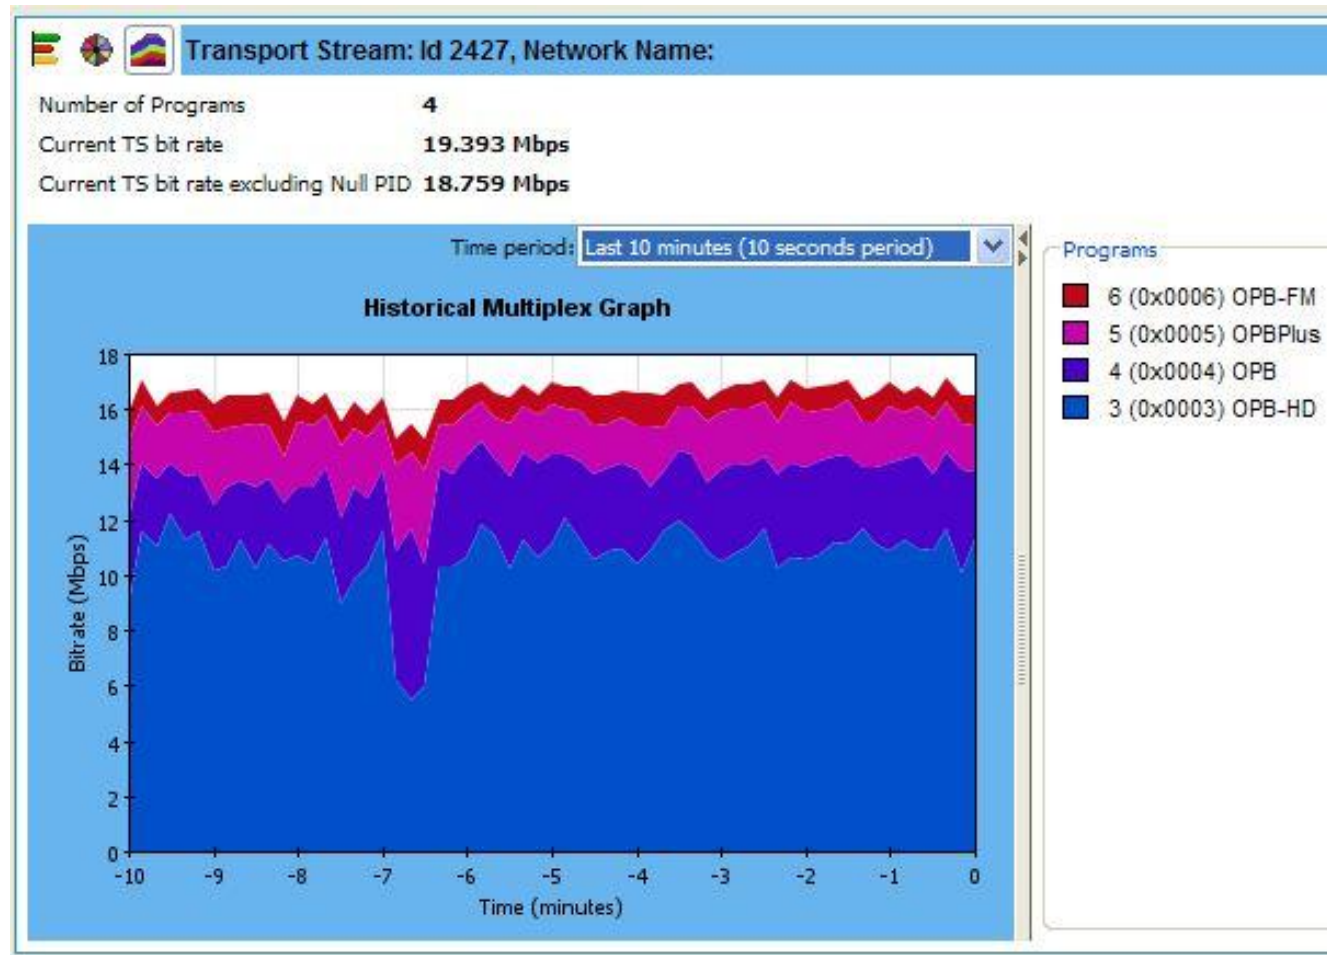 Transport Stream: Id 2427, Network Name:
Number of Programs 4
Current TS bit rate 19.393 Mbps
Current TS bit rate excluding Null PID 18.759 Mbps
Time period: Last 10 minutes (10 seconds period)
Historical Multiplex Graph
18
16
14
12
10
8
6
4
2
0
Bitrate (Mbps)
-10 -9 -8 -7 -6 -5 -4 -3 -2 -1 0
Time (minutes)
Programs
6 (0x0006) OPB-FM
5 (0x0005) OPBPlus
4 (0x0004) OPB
3 (0x0003) OPB-HD